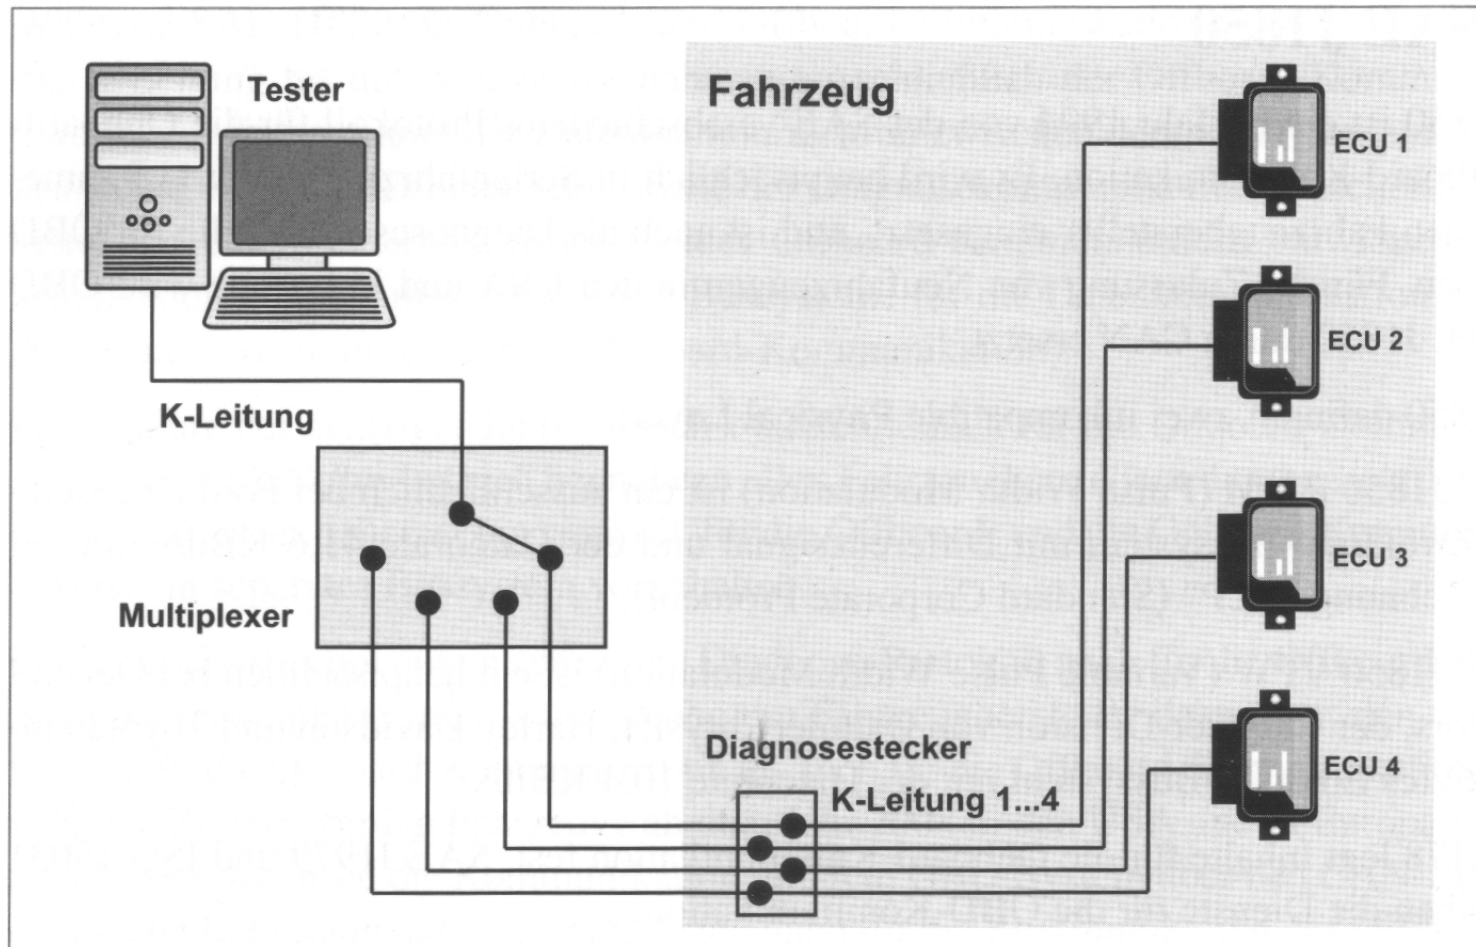 Tester
Fahrzeug
ECU 1
ECU 2
K-Leitung
ECU 3
Multiplexer
Diagnosestecker
ECU 4
K-Leitung 1...4